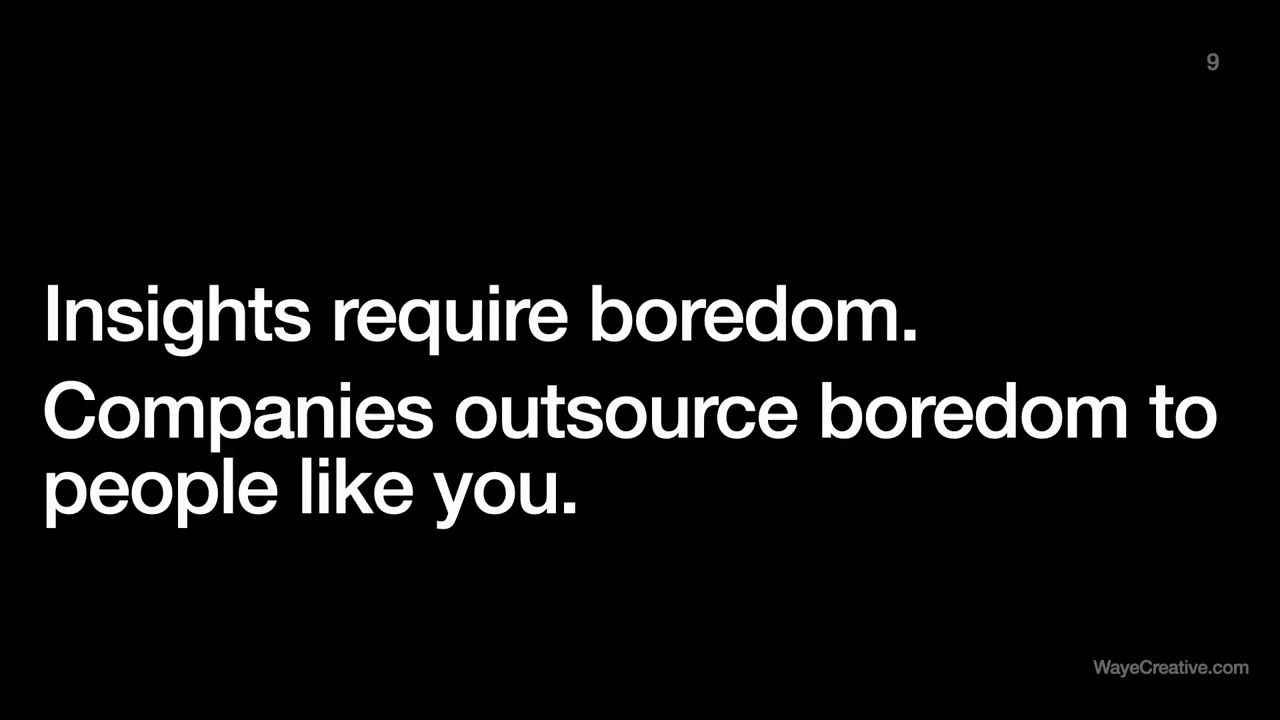 9
Insights require boredom.
Companies outsource boredom to
people like you.
WayeCreative.com